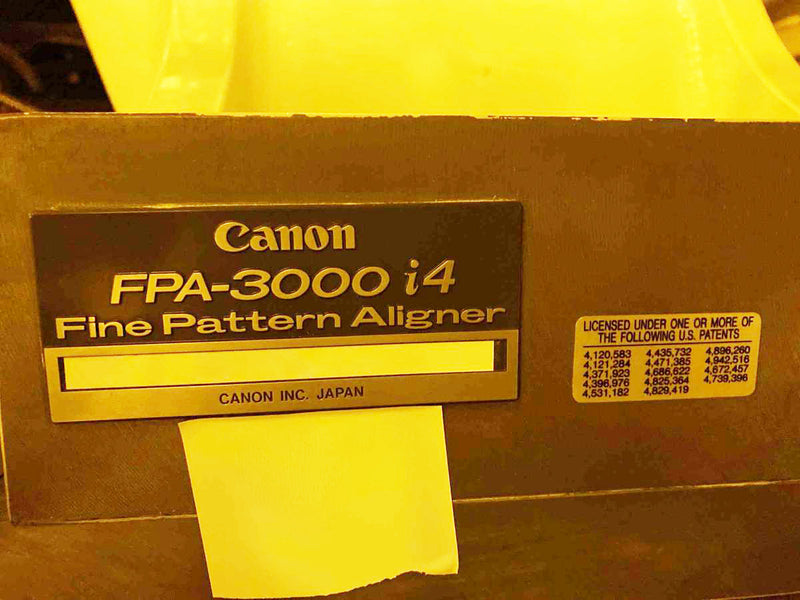 Canon
FPA-3000 i4
Fine Pattern Aligner
CANON INC. JAPAN
LICENSED UNDER ONE OR MORE OF
THE FOLLOWING U.S. PATENTS
4,120,583 4,435,732 4,896,260
4,121,284 4,471,385 4,942,516
4,371,923 4,686,622 4,672,457
4,396,976 4,825,364 4,739,396
4,531,182 4,829,419